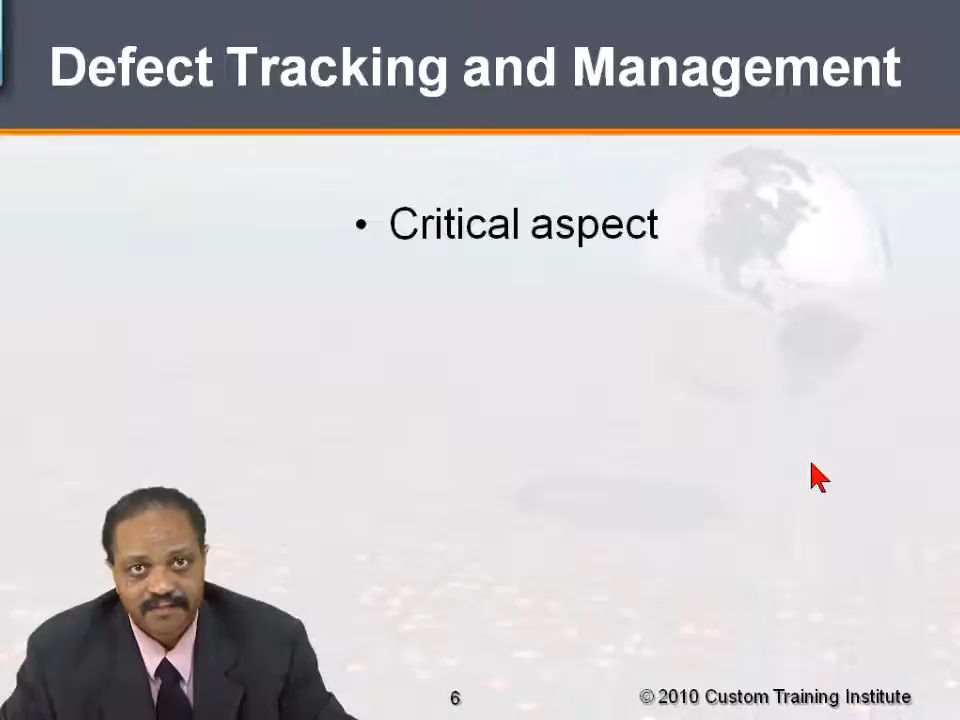 Defect Tracking and Management
• Critical aspect
6
© 2010 Custom Training Institute